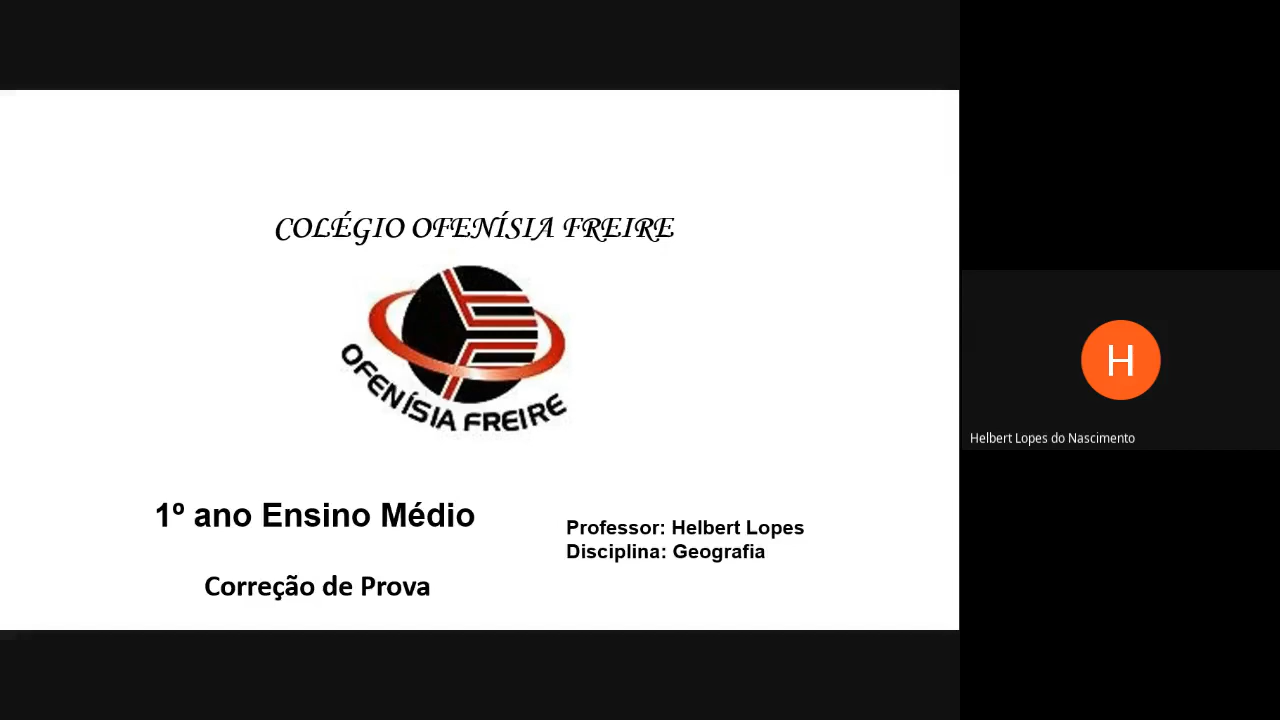 COLÉGIO OFENÍSIA FREIRE
OFENÍSIA FREIRE
1º ano Ensino Médio
Professor: Helbert Lopes
Disciplina: Geografia
Correção de Prova
H
Helbert Lopes do Nascimento